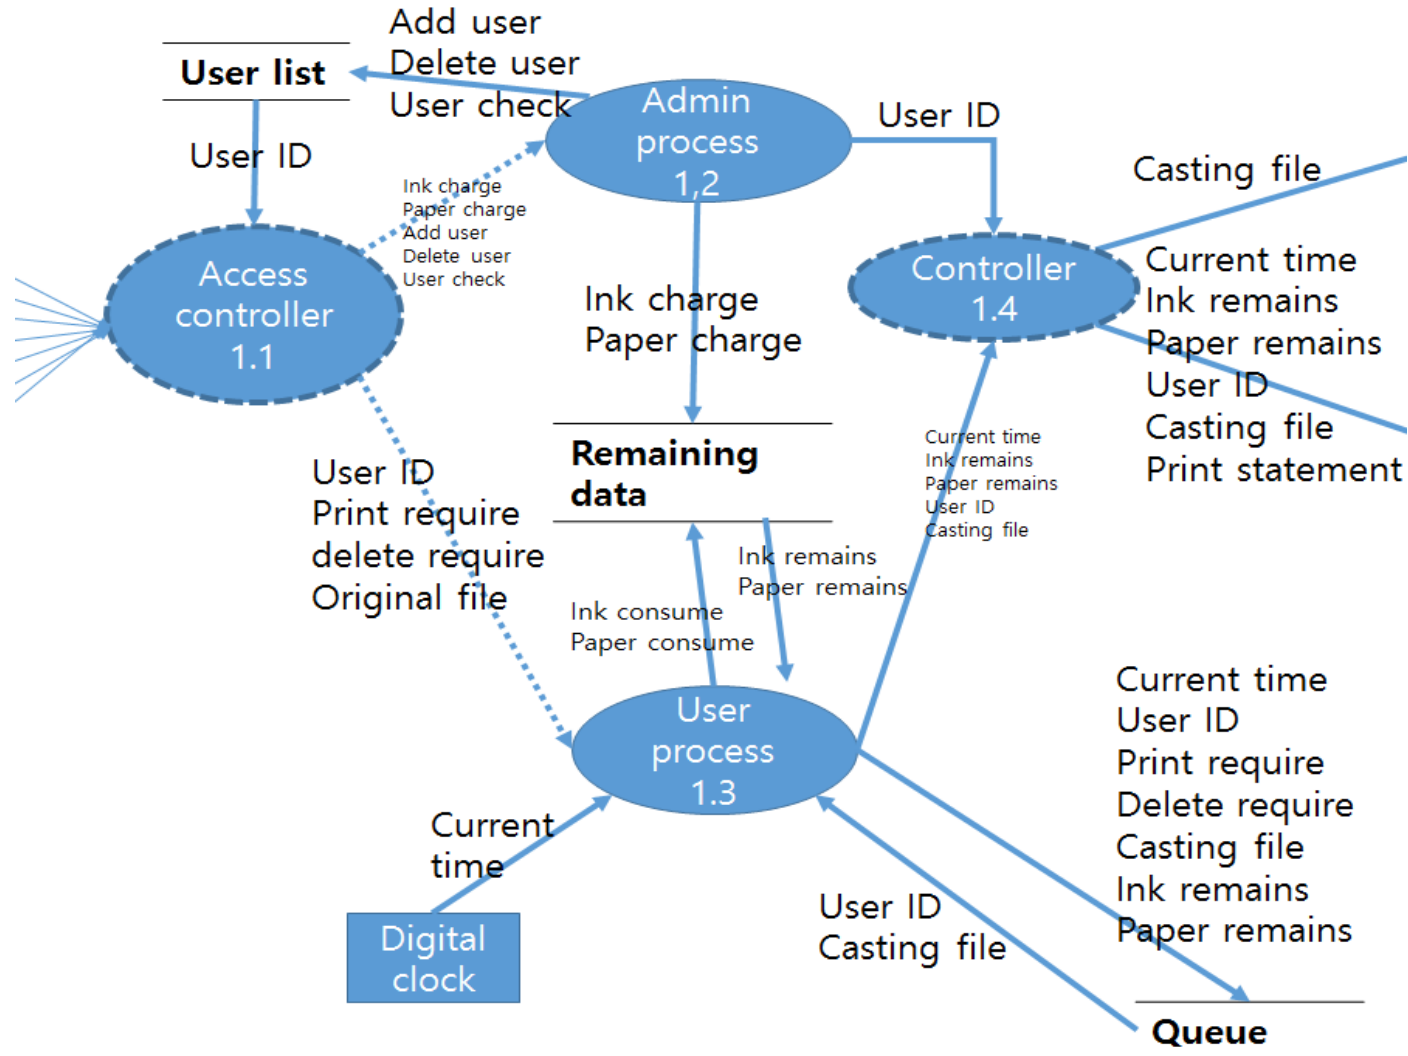 Add user
Delete user
User check
User list
User ID
Admin
process
1,2
User ID
Ink charge
Paper charge
Add user
Delete user
User check
Access
controller
1.1
Ink charge
Paper charge
Controller
1.4
Casting file
Current time
Ink remains
Paper remains
User ID
Casting file
Print statement
User ID
Print require
delete require
Original file
Remaining
data
Current time
Ink remains
Paper remains
User ID
Casting file
Ink remains
Paper remains
Ink consume
Paper consume
User
process
1.3
Current
time
Digital
clock
User ID
Casting file
Current time
User ID
Print require
Delete require
Casting file
Ink remains
Paper remains
Queue